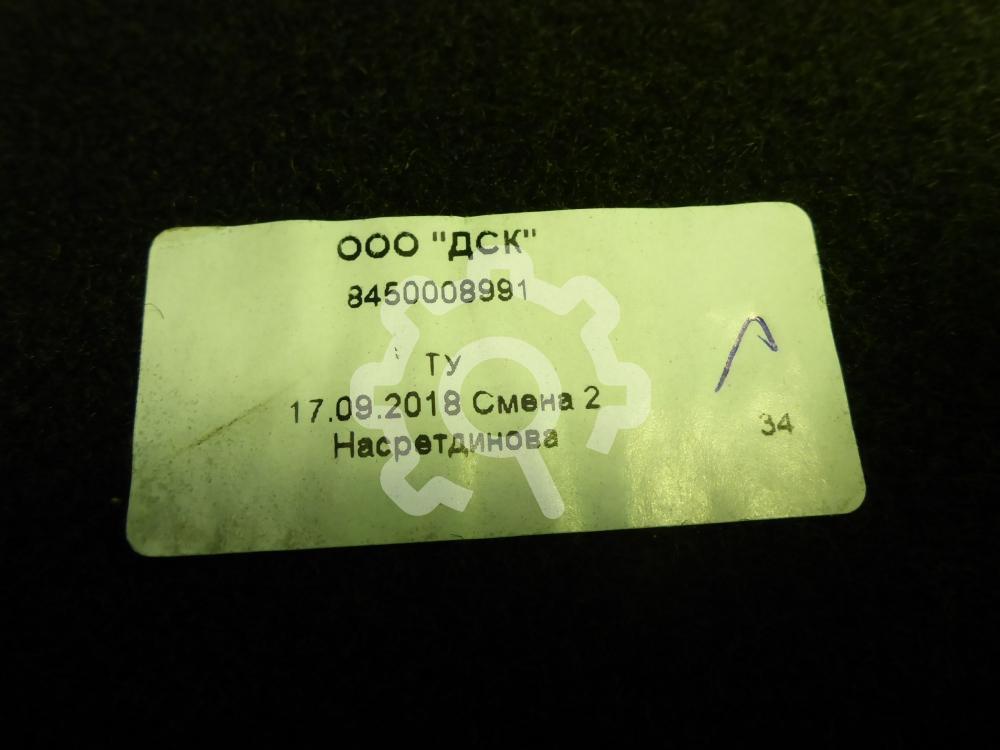 ООО "ДСК"
8450008991
ТУ
17.09.2018 Смена 2
Насретдинова
34